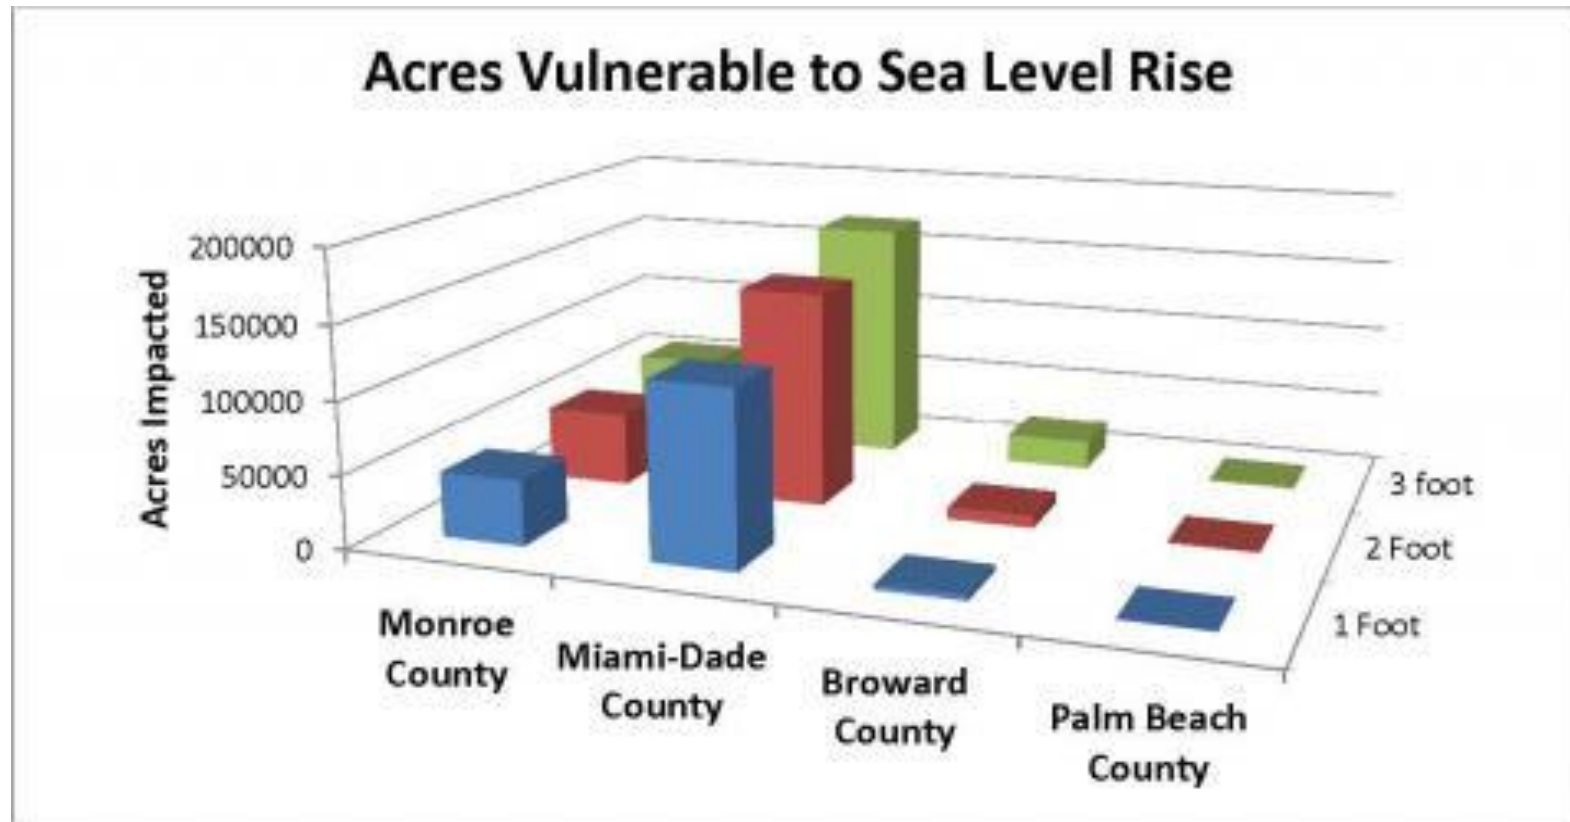 Acres Vulnerable to Sea Level Rise
200000
150000
100000
50000
0
Acres Impacted
3 foot
2 Foot
1 Foot
Monroe
County
Miami-Dade
County
Broward
County
Palm Beach
County